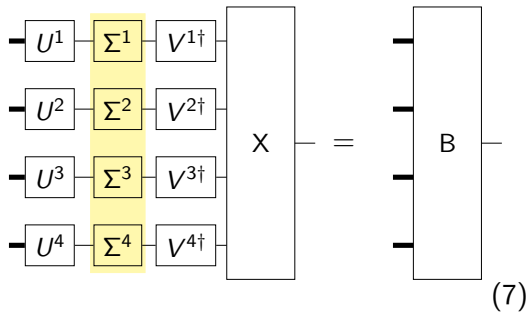 U¹ Σ¹ V¹†
U² Σ² V²†
X = B
U³ Σ³ V³†
U⁴ Σ⁴ V⁴†
(7)